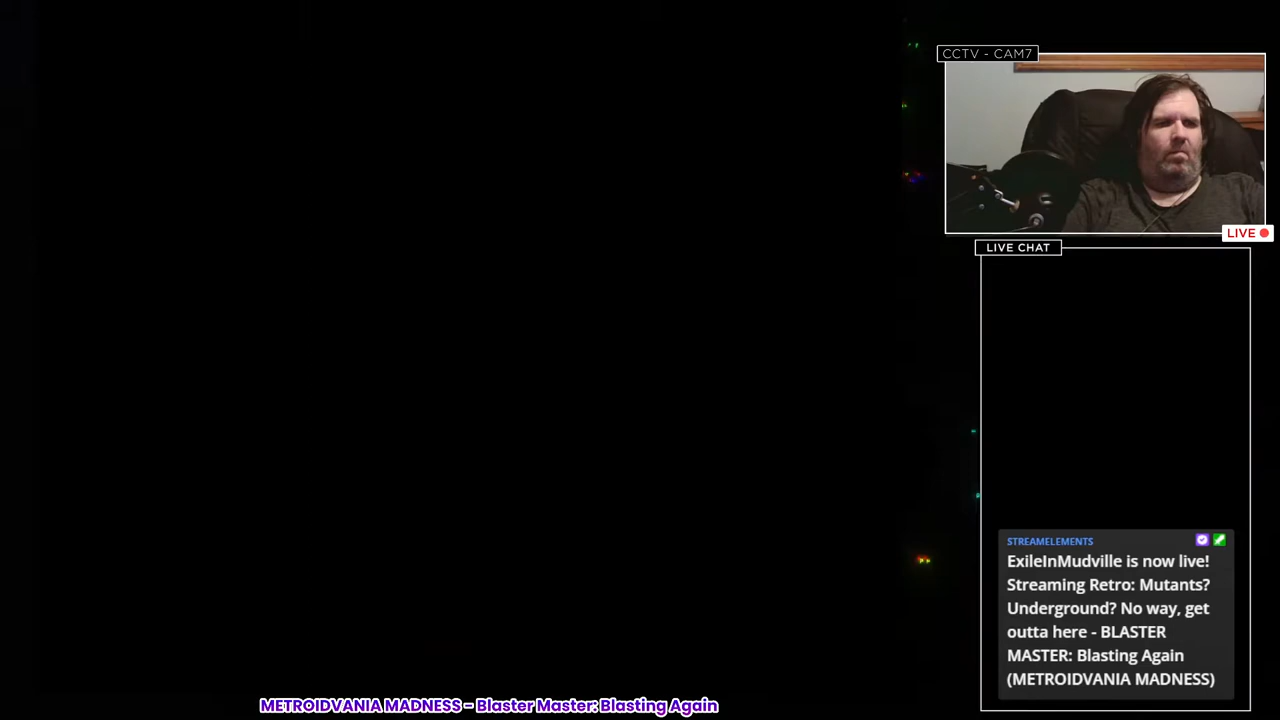 CCTV - CAM7
LIVE
LIVE CHAT
STREAMELEMENTS
ExileInMudville is now live!
Streaming Retro: Mutants?
Underground? No way, get
outta here - BLASTER
MASTER: Blasting Again
(METROIDVANIA MADNESS)
METROIDVANIA MADNESS - Blaster Master: Blasting Again